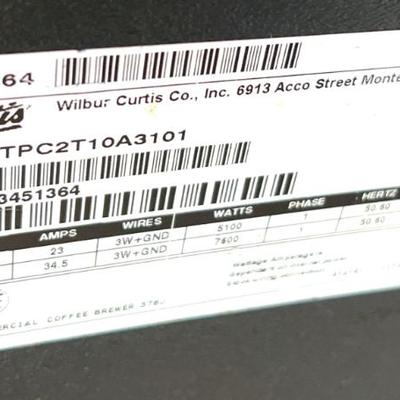 64
Wilbur Curtis Co., Inc. 6913 Acco Street Monte
TPC2T10A3101
3451364
AMPS WIRES WATTS PHASE HERTZ
23 3W+GND 5100 1 50.60
34.5 3W+GND 7600 1 50.60
ERCIAL COFFEE BREWER